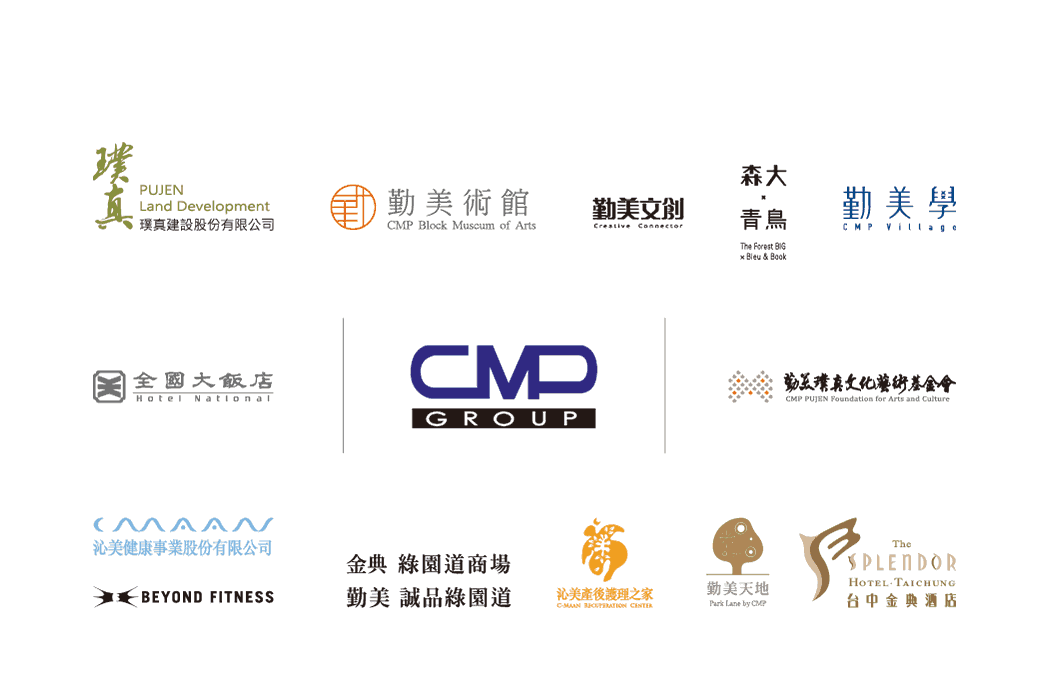 璞真
PUJEN
Land Development
璞真建設股份有限公司
勤美術館
CMP Block Museum of Arts
勤美文創
Creative Connector
森大
×
青鳥
The Forest BIG
× Bleu & Book
勤美學
CMP Village
全國大飯店
Hotel National
CMP
GROUP
勤美璞真文化藝術基金會
CMP PUJEN Foundation for Arts and Culture
沁美健康事業股份有限公司
BEYOND FITNESS
金典 綠園道商場
勤美 誠品綠園道
沁美產後護理之家
C-MAAN RECUPERATION CENTER
勤美天地
Park Lane by CMP
The
SPLENDOR
HOTEL·TAICHUNG
台中金典酒店